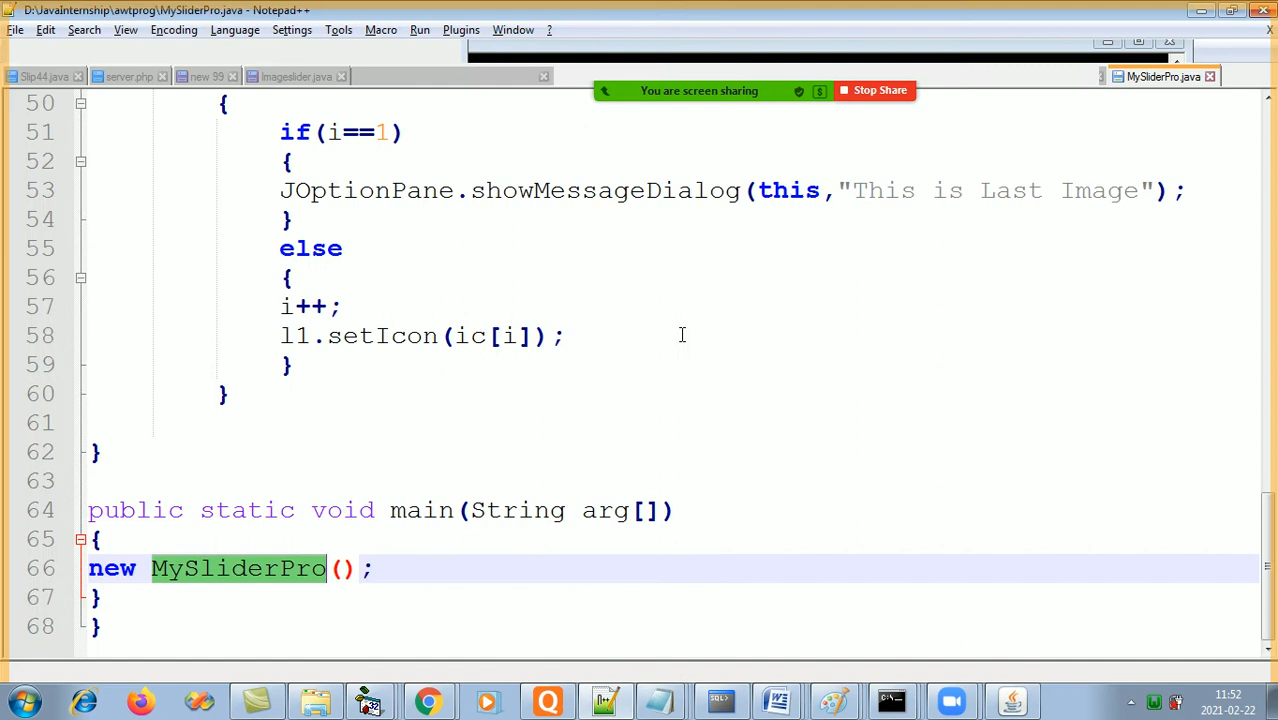 D:\JavaInternship\awtprog\MySliderPro.java - Notepad++
File Edit Search View Encoding Language Settings Tools Macro Run Plugins Window ? X
Slip44.java server.php new 99 Imageslider.java MySliderPro.java
You are screen sharing Stop Share
50 {
51 if(i==1)
52 {
53 JOptionPane.showMessageDialog(this,"This is Last Image");
54 }
55 else
56 {
57 i++;
58 l1.setIcon(ic[i]);
59 }
60 }
61
62 }
63
64 public static void main(String arg[])
65 {
66 new MySliderPro();
67 }
68 }
11:52
2021-02-22